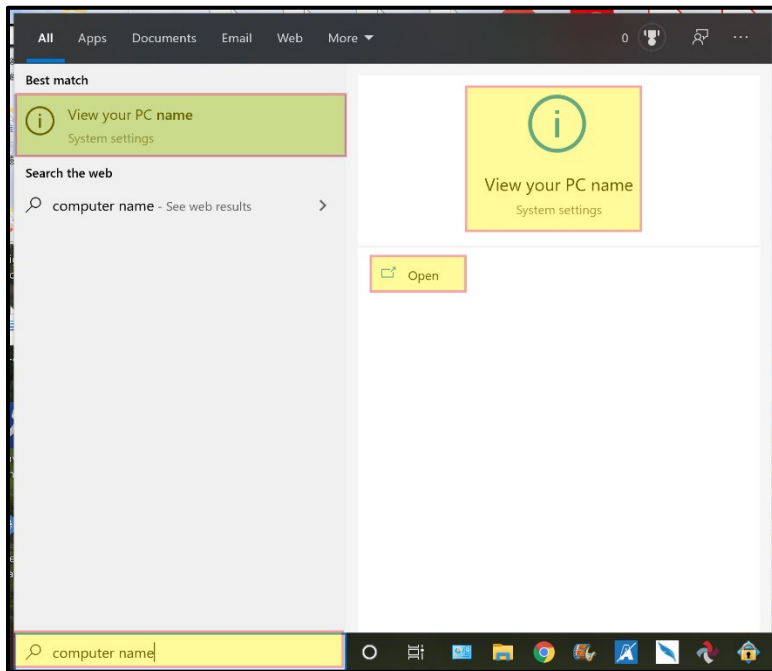 All Apps Documents Email Web More 0 ...
Best match
View your PC name
System settings
Search the web
computer name - See web results
View your PC name
System settings
Open
computer name